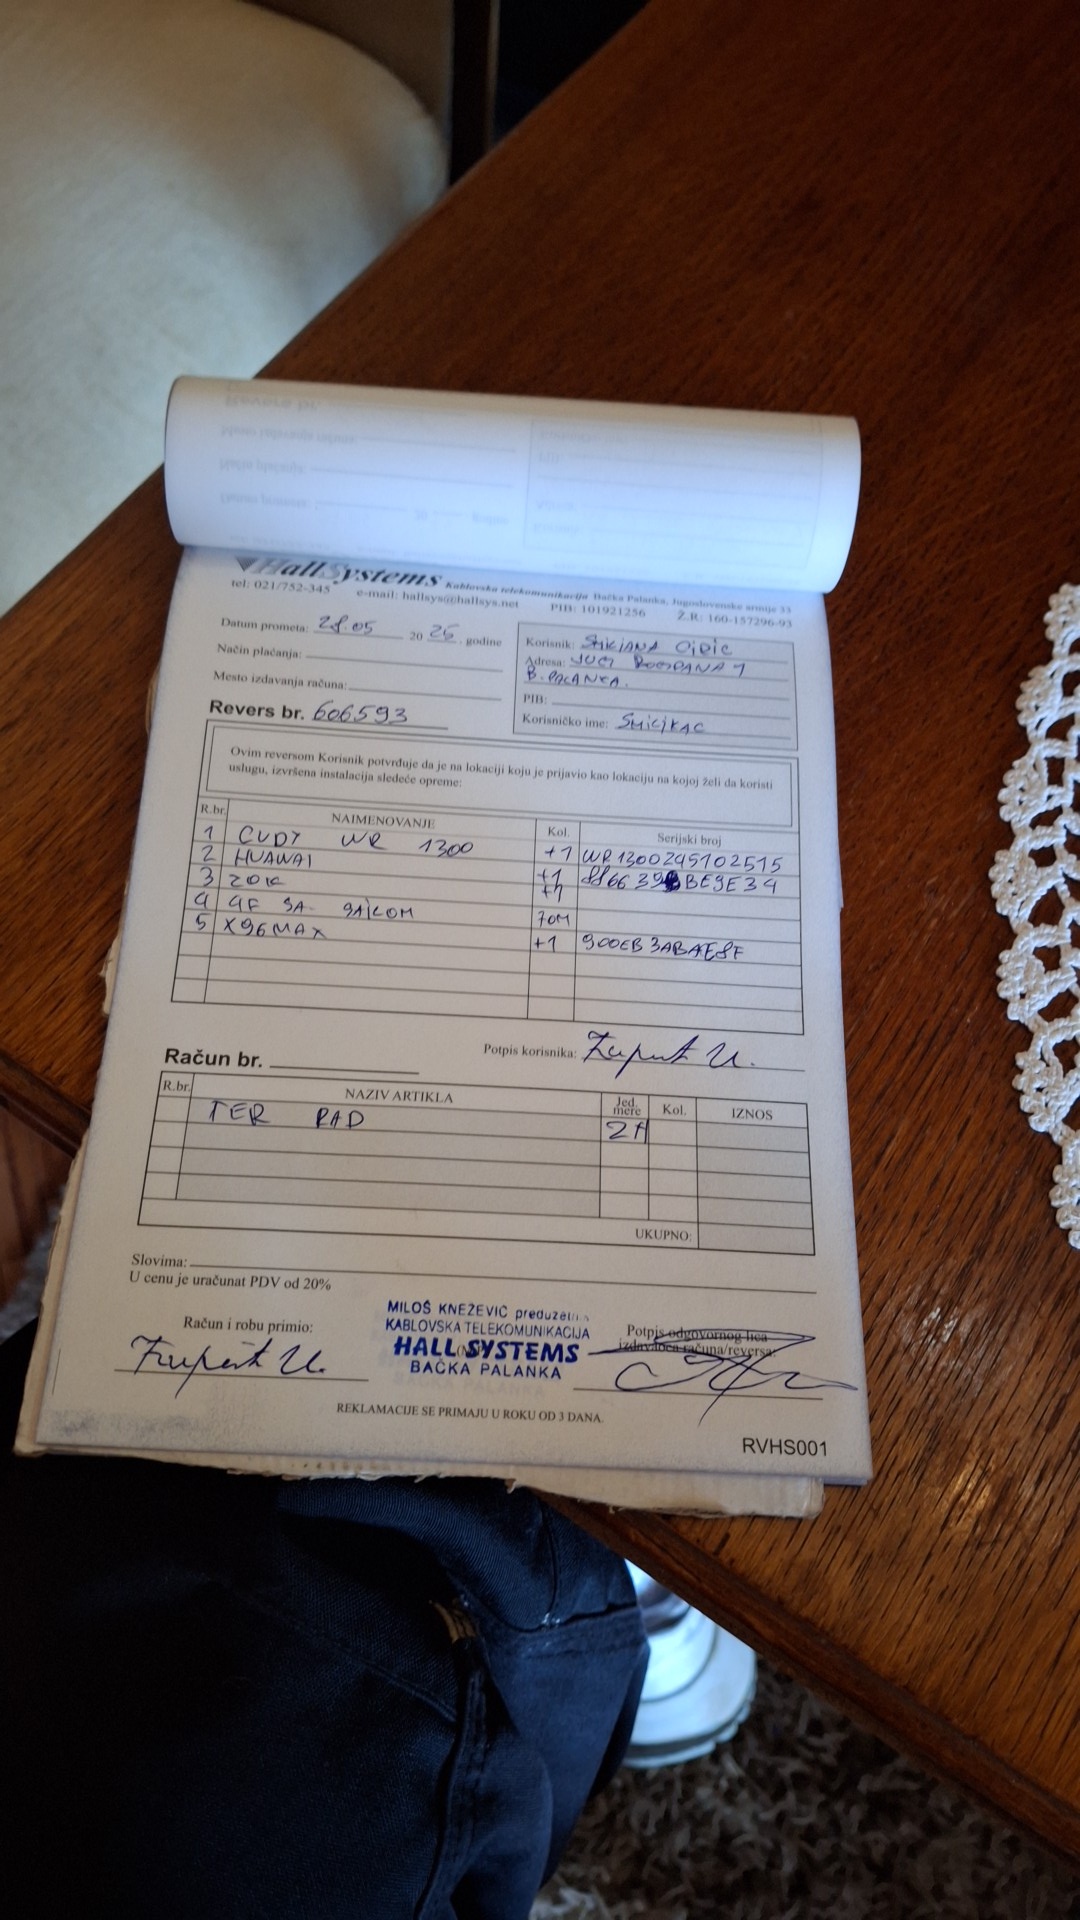 HallSystems Kablovska telekomunikacija Bačka Palanka, Jugoslovenske armije 33
tel: 021/752-345 e-mail: hallsys@hallsys.net PIB: 101921256 Ž.R: 160-157296-93
Datum prometa: 28.05 20 25. godine
Način plaćanja:
Mesto izdavanja računa:
Revers br. 606593
Korisnik:
Adresa:
B. PALANKA.
PIB:
Korisničko ime:
Ovim reversom Korisnik potvrđuje da je na lokaciji koju je prijavio kao lokaciju na kojoj želi da koristi
uslugu, izvršena instalacija sledeće opreme:
R.br. NAIMENOVANJE Kol. Serijski broj
1 CUDY WR 1300 +1 WR1300245102515
2 HUAWAI +1
3 ZOK +1
4 4F SA SAJLOM 70M
5 X96MAX +1
Potpis korisnika:
Račun br.
R.br. NAZIV ARTIKLA Jed. mere Kol. IZNOS
TER RAD 2H
UKUPNO:
Slovima:
U cenu je uračunat PDV od 20%
Račun i robu primio:
MILOŠ KNEŽEVIĆ
KABLOVSKA TELEKOMUNIKACIJA
HALL SYSTEMS
BAČKA PALANKA
Potpis odgovornog lica
izdavaoca računa/reversa:
REKLAMACIJE SE PRIMAJU U ROKU OD 3 DANA.
RVHS001